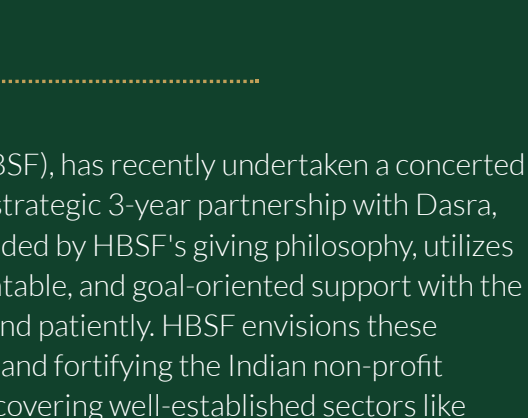 BSF), has recently undertaken a concerted
strategic 3-year partnership with Dasra,
ded by HBSF's giving philosophy, utilizes
table, and goal-oriented support with the
nd patiently. HBSF envisions these
and fortifying the Indian non-profit
covering well-established sectors like